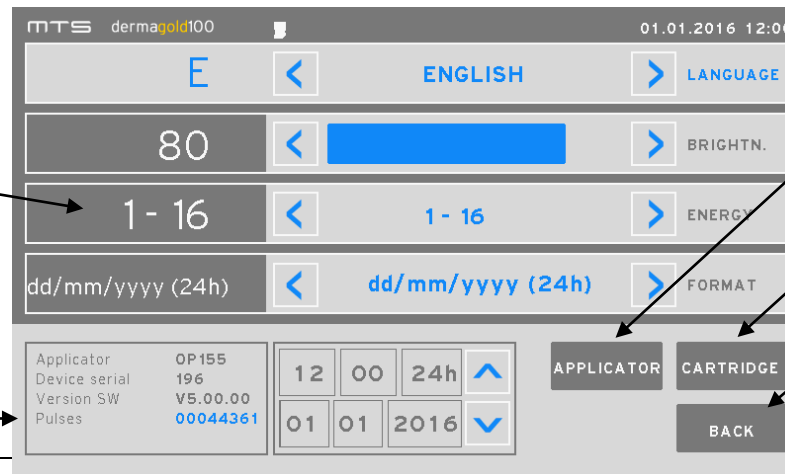 MTS dermagold100 01.01.2016 12:00
E ENGLISH LANGUAGE
80 BRIGHTN.
1 - 16 1 - 16 ENERGY
dd/mm/yyyy (24h) dd/mm/yyyy (24h) FORMAT
Applicator OP155
Device serial 196
Version SW V5.00.00
Pulses 00044361
12 00 24h
01 01 2016
APPLICATOR CARTRIDGE
BACK